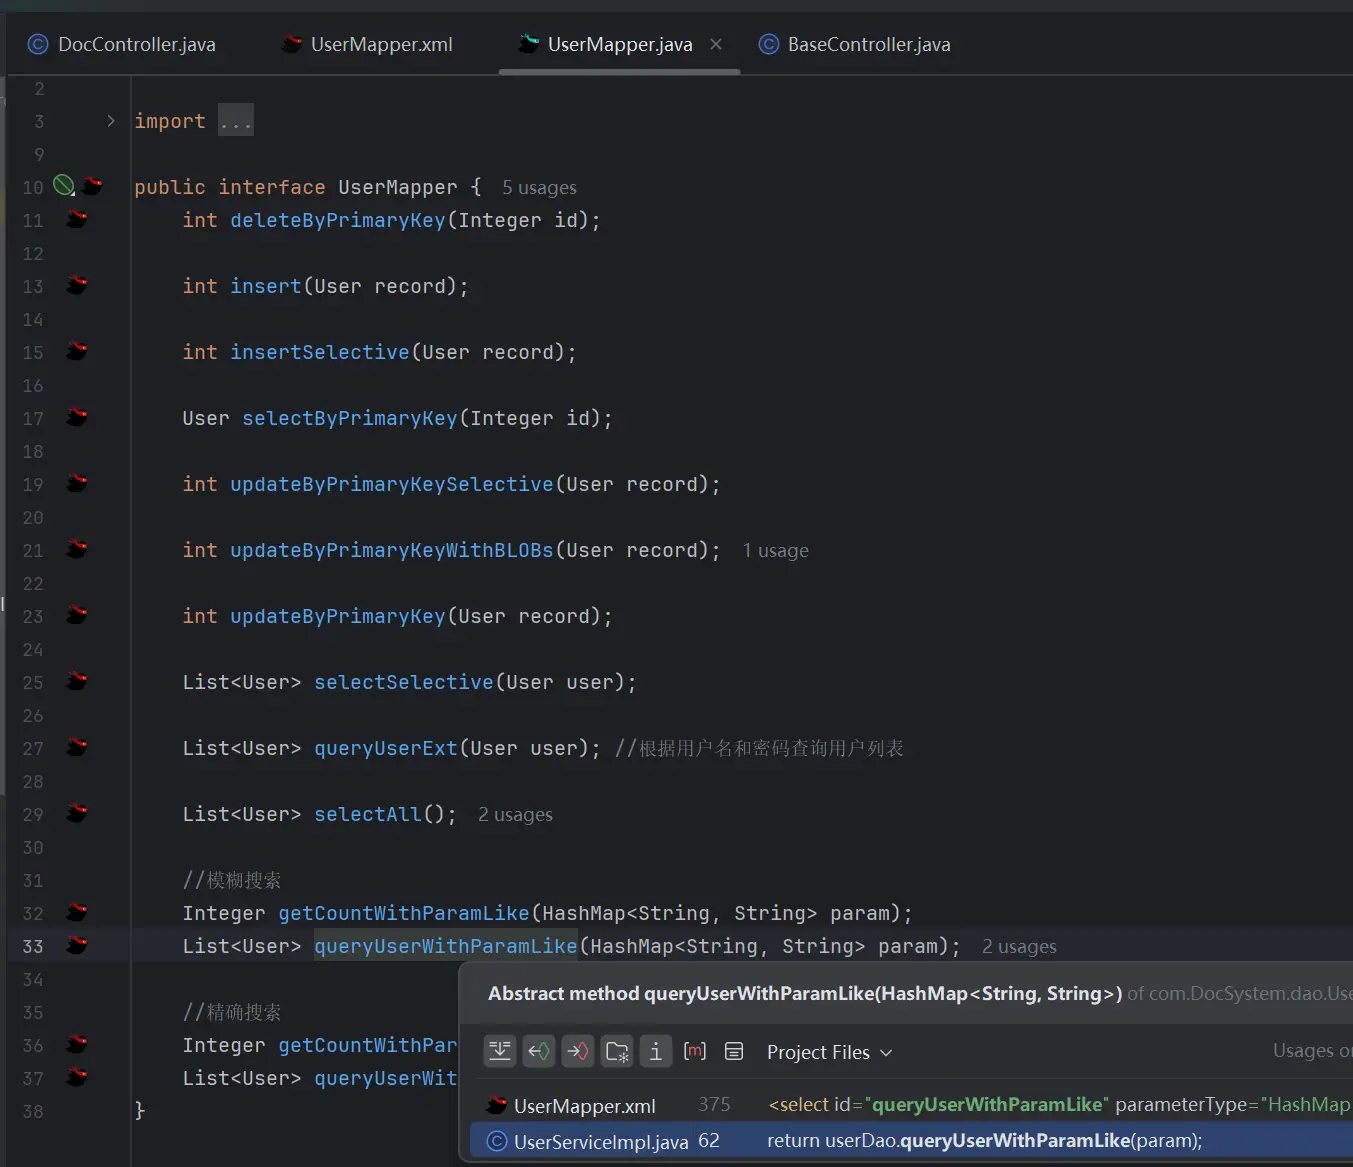 DocController.java UserMapper.xml UserMapper.java BaseController.java
2
3 import ...
9
10 public interface UserMapper { 5 usages
11 int deleteByPrimaryKey(Integer id);
12
13 int insert(User record);
14
15 int insertSelective(User record);
16
17 User selectByPrimaryKey(Integer id);
18
19 int updateByPrimaryKeySelective(User record);
20
21 int updateByPrimaryKeyWithBLOBs(User record); 1 usage
22
23 int updateByPrimaryKey(User record);
24
25 List<User> selectSelective(User user);
26
27 List<User> queryUserExt(User user); //根据用户名和密码查询用户列表
28
29 List<User> selectAll(); 2 usages
30
31 //模糊搜索
32 Integer getCountWithParamLike(HashMap<String, String> param);
33 List<User> queryUserWithParamLike(HashMap<String, String> param); 2 usages
34
Abstract method queryUserWithParamLike(HashMap<String, String>) of com.DocSystem.dao.Use
35 //精确搜索
36 Integer getCountWithPar
Project Files Usages or
37 List<User> queryUserWit
UserMapper.xml 375 <select id="queryUserWithParamLike" parameterType="HashMap
38 }
UserServiceImpl.java 62 return userDao.queryUserWithParamLike(param);